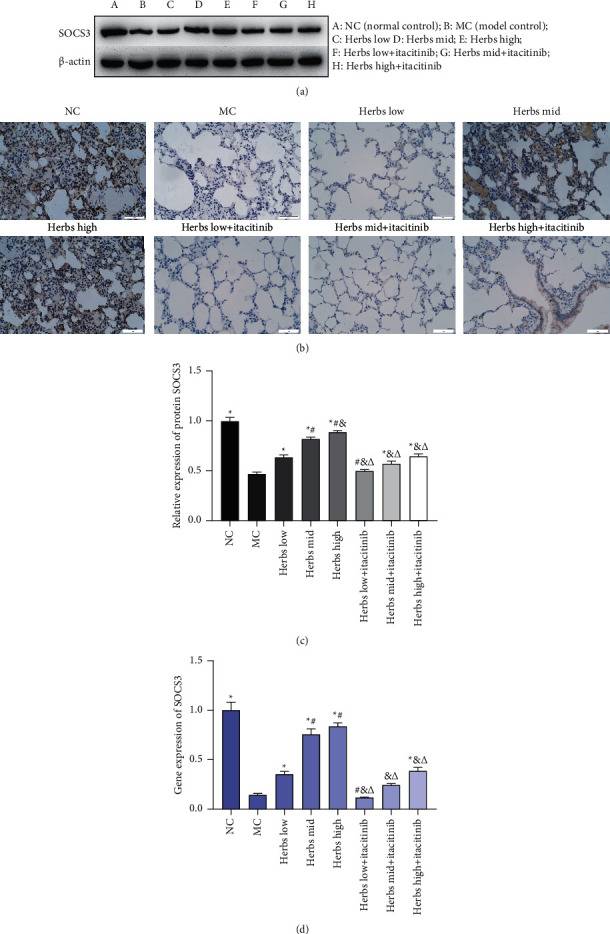 A B C D E F G H
SOCS3
β-actin
A: NC (normal control); B: MC (model control);
C: Herbs low D: Herbs mid; E: Herbs high;
F: Herbs low+itacitinib; G: Herbs mid+itacitinib;
H: Herbs high+itacitinib
(a)
NC MC Herbs low Herbs mid
Herbs high Herbs low+itacitinib Herbs mid+itacitinib Herbs high+itacitinib
(b)
Relative expression of protein SOCS3
1.5
1.0
0.5
0.0
* * *# *#& #&Δ *&Δ *&Δ
NC
MC
Herbs low
Herbs mid
Herbs high
Herbs low+itacitinib
Herbs mid+itacitinib
Herbs high+itacitinib
(c)
Gene expression of SOCS3
1.5
1.0
0.5
0.0
* * *# *# #&Δ &Δ *&Δ
NC
MC
Herbs low
Herbs mid
Herbs high
Herbs low+itacitinib
Herbs mid+itacitinib
Herbs high+itacitinib
(d)